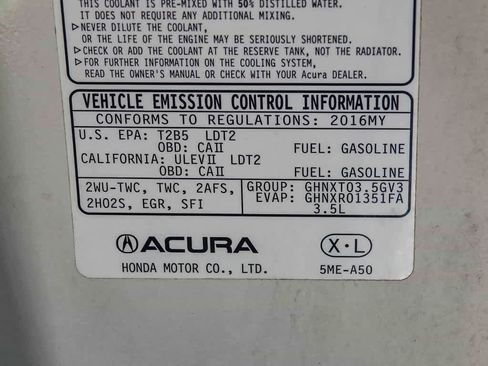 THIS COOLANT IS PRE-MIXED WITH 50% DISTILLED WATER.
IT DOES NOT REQUIRE ANY ADDITIONAL MIXING.
▷NEVER DILUTE THE COOLANT,
OR THE LIFE OF THE ENGINE MAY BE SERIOUSLY SHORTENED.
▷CHECK OR ADD THE COOLANT AT THE RESERVE TANK, NOT THE RADIATOR.
▷FOR FURTHER INFORMATION ON THE COOLING SYSTEM,
READ THE OWNER'S MANUAL OR CHECK WITH YOUR Acura DEALER.
VEHICLE EMISSION CONTROL INFORMATION
CONFORMS TO REGULATIONS: 2016MY
U.S. EPA: T2B5 LDT2
OBD: CAII FUEL: GASOLINE
CALIFORNIA: ULEVII LDT2
OBD: CAII FUEL: GASOLINE
2WU-TWC, TWC, 2AFS,
2HO2S, EGR, SFI
GROUP: GHNXT03.5GV3
EVAP: GHNXR01351FA
3.5L
ACURA
HONDA MOTOR CO., LTD.
X·L
5ME-A50